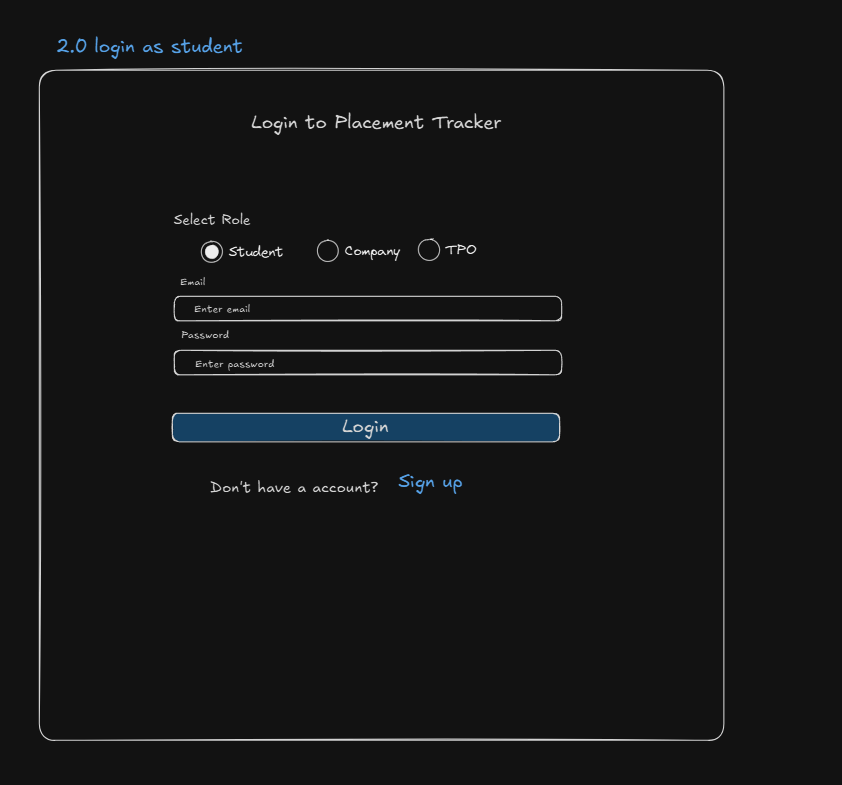 2.0 login as student
Login to Placement Tracker
Select Role
Student Company TPO
Email
Enter email
Password
Enter password
Login
Don't have a account? Sign up